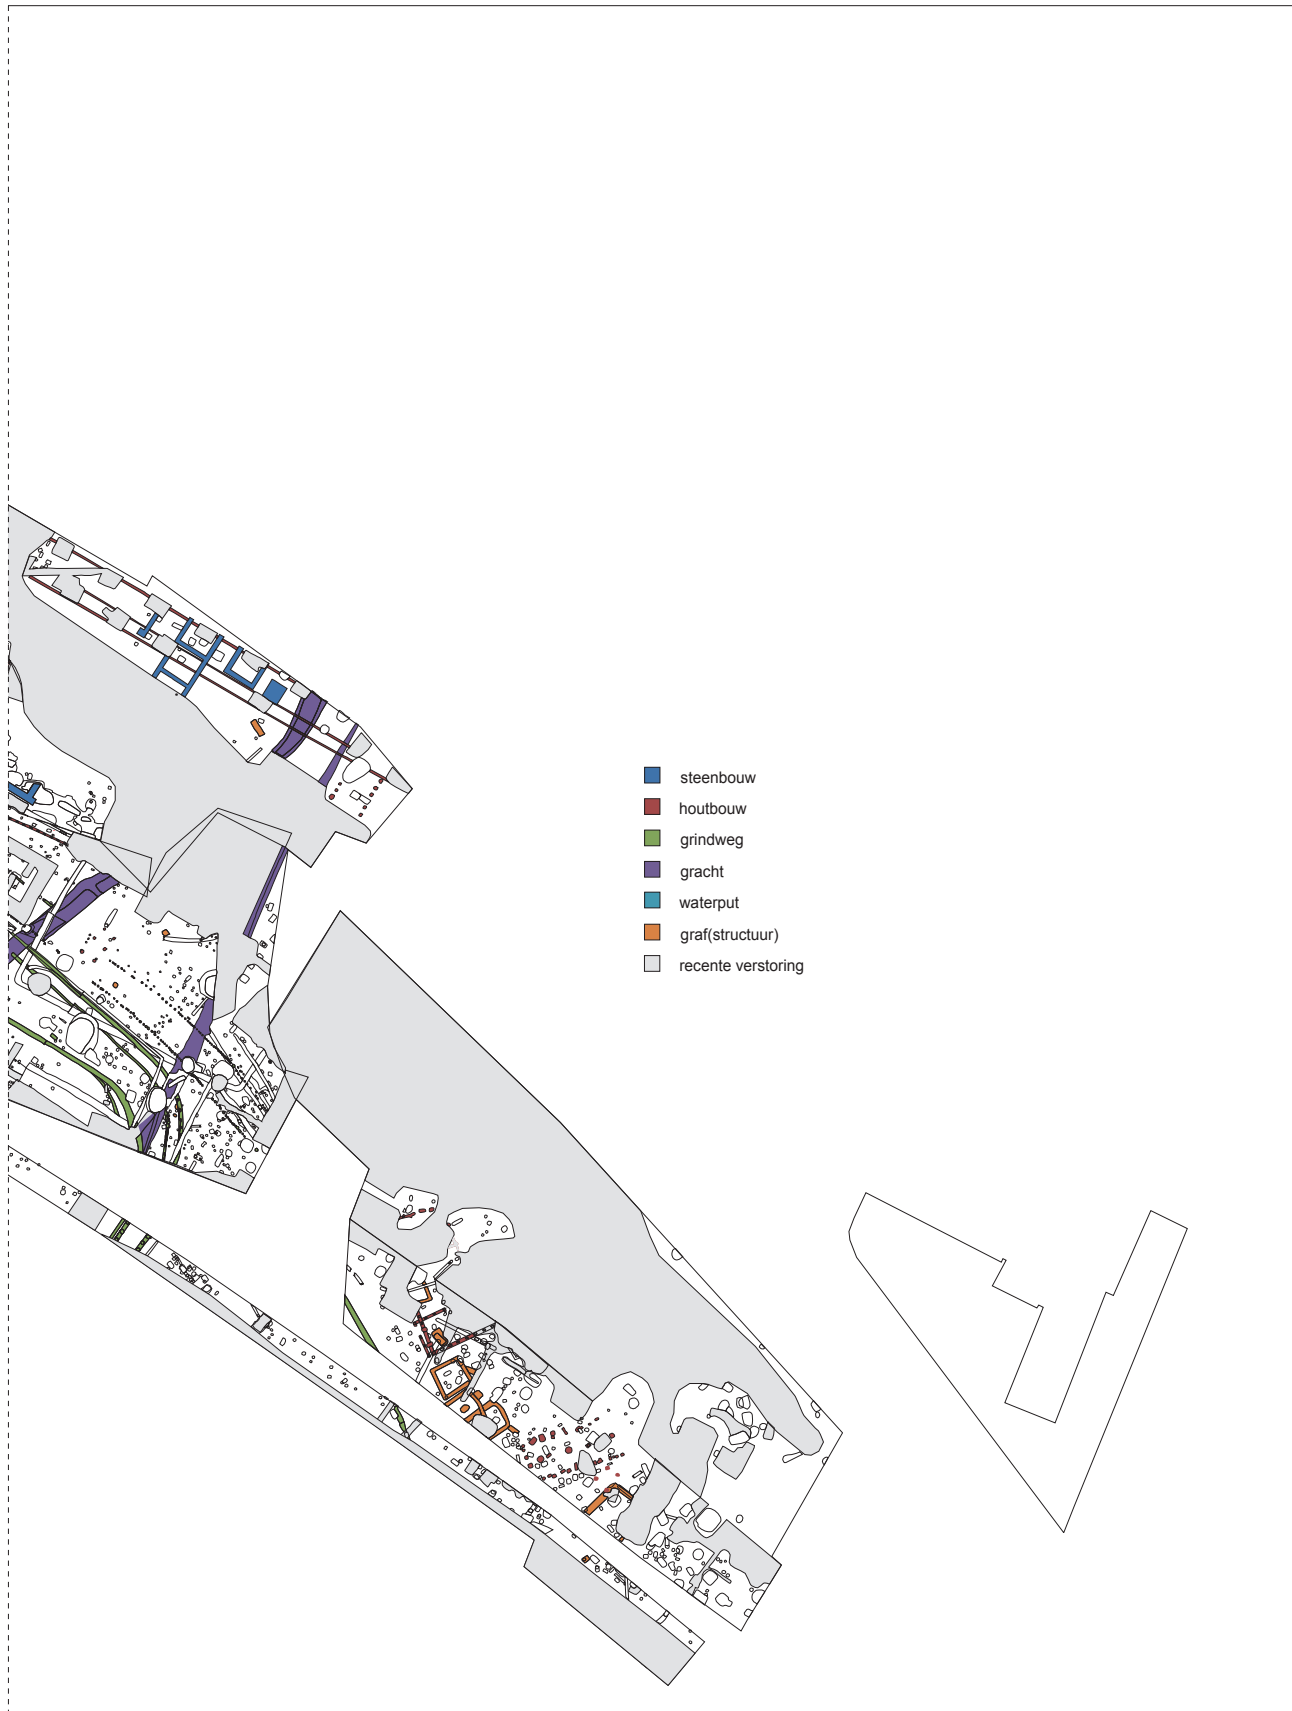 steenbouw
houtbouw
grindweg
gracht
waterput
graf(structuur)
recente verstoring